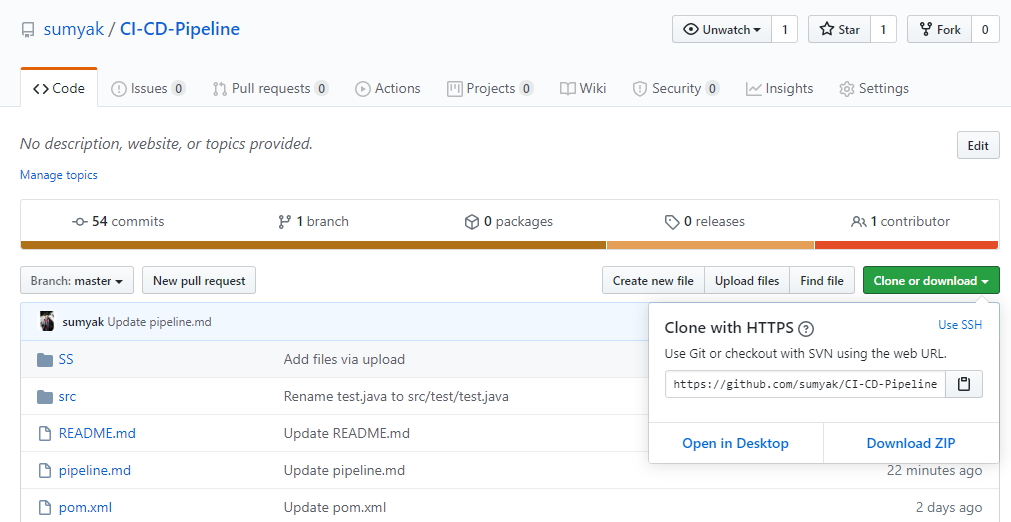 sumyak / CI-CD-Pipeline
Unwatch 1 Star 1 Fork 0
Code Issues 0 Pull requests 0 Actions Projects 0 Wiki Security 0 Insights Settings
No description, website, or topics provided.
Edit
Manage topics
54 commits 1 branch 0 packages 0 releases 1 contributor
Branch: master New pull request Create new file Upload files Find file Clone or download
sumyak Update pipeline.md
Clone with HTTPS ?
Use SSH
Use Git or checkout with SVN using the web URL.
https://github.com/sumyak/CI-CD-Pipeline
Open in Desktop Download ZIP
SS Add files via upload
src Rename test.java to src/test/test.java
README.md Update README.md
pipeline.md Update pipeline.md 22 minutes ago
pom.xml Update pom.xml 2 days ago